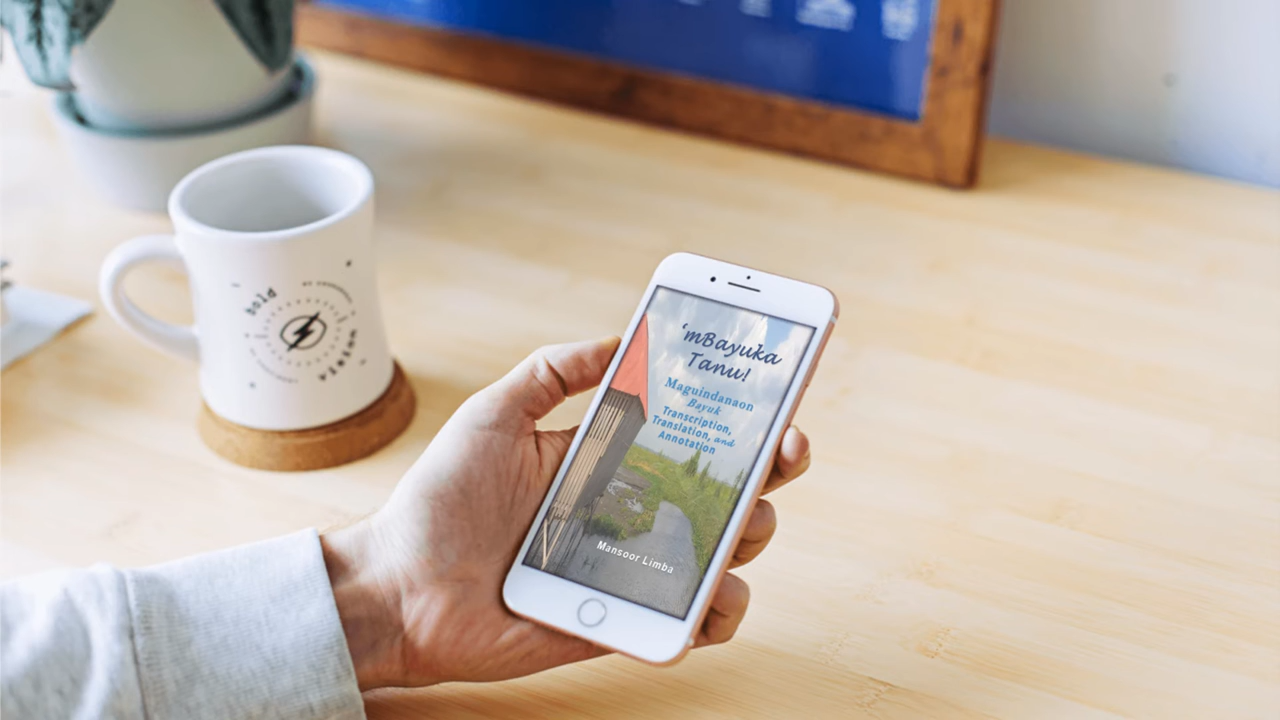 bold
vision
‘mBayuka
Tanu!
Maguindanaon
Bayuk
Transcription,
Translation, and
Annotation
Mansoor Limba